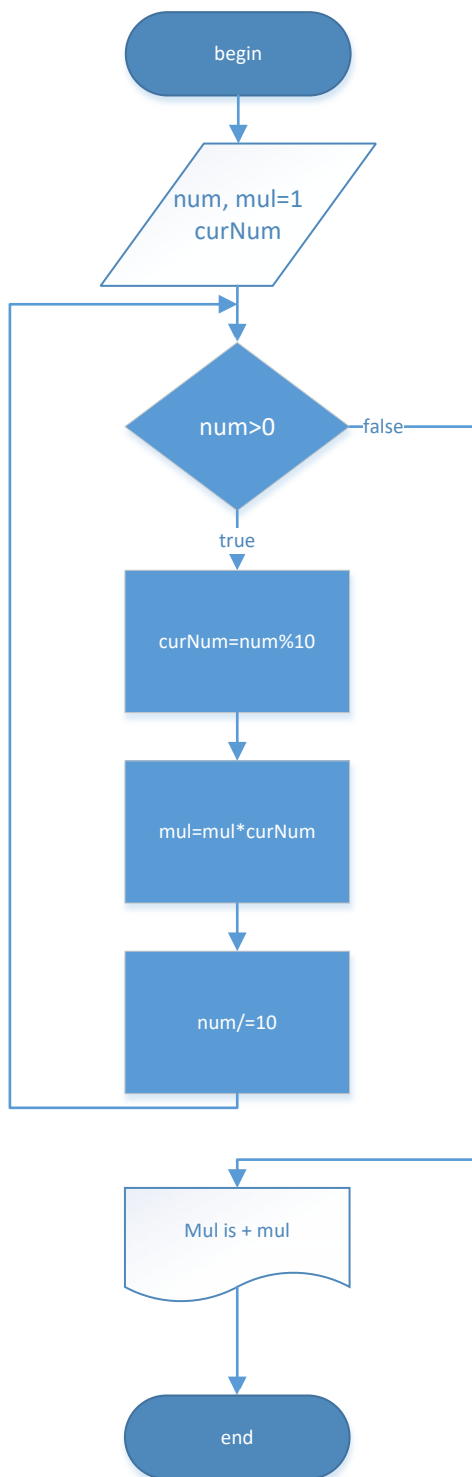 begin
num, mul=1
curNum
num>0
false
true
curNum=num%10
mul=mul*curNum
num/=10
Mul is + mul
end